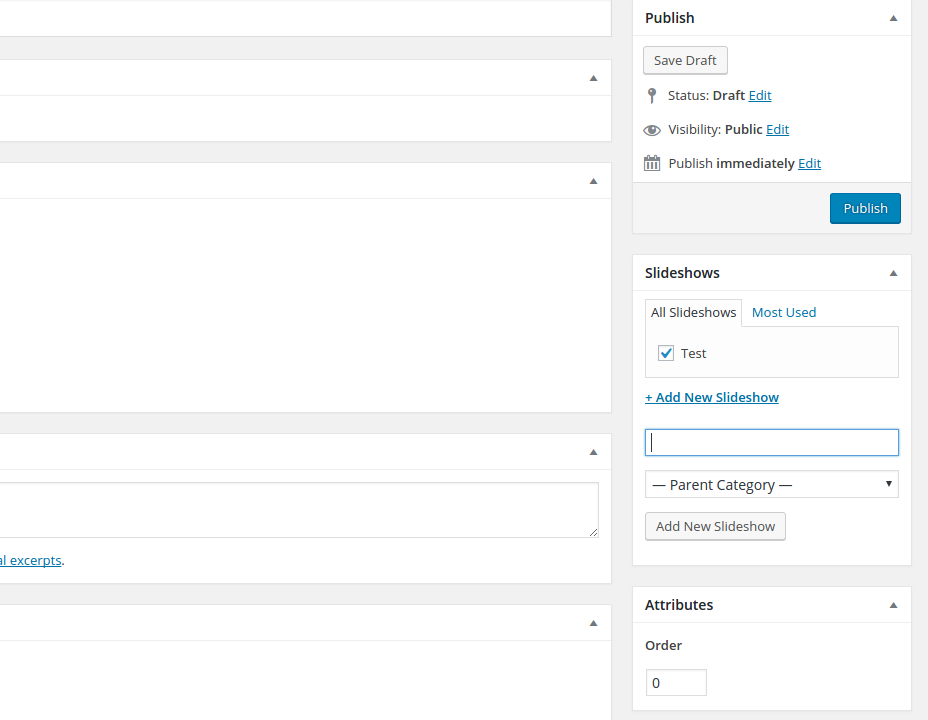 Publish
Save Draft
Status: Draft Edit
Visibility: Public Edit
Publish immediately Edit
Publish
Slideshows
All Slideshows Most Used
Test
+ Add New Slideshow
— Parent Category —
Add New Slideshow
excerpts.
Attributes
Order
0